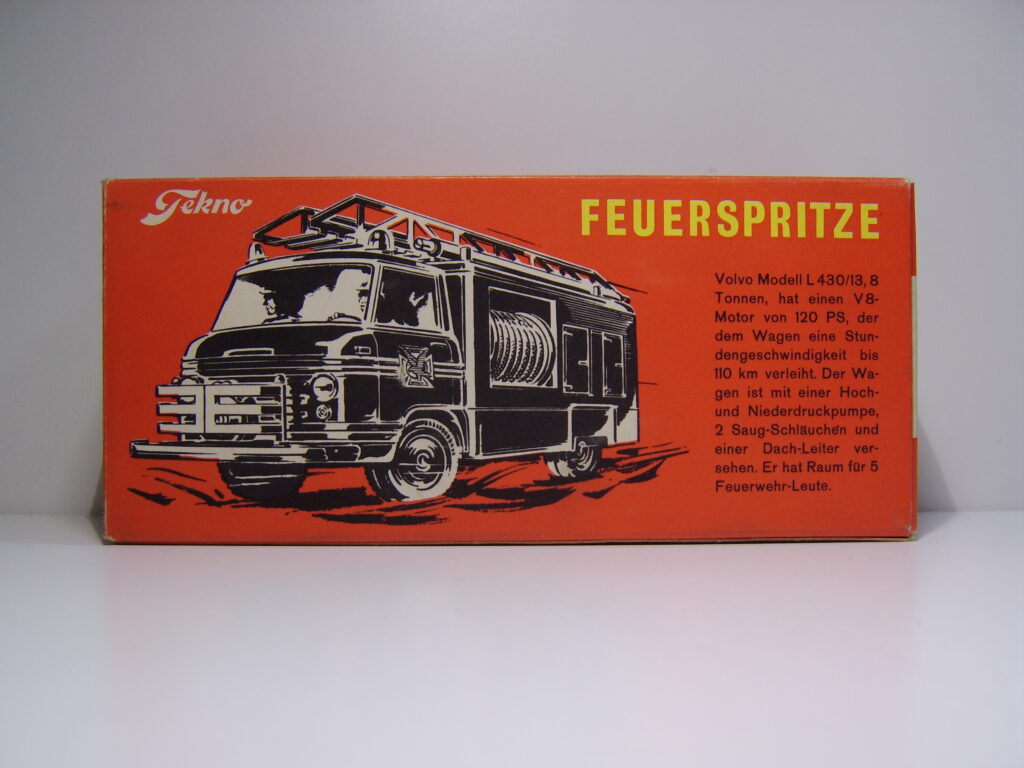 Tekno
FEUERSPRITZE
Volvo Modell L 430/13, 8
Tonnen, hat einen V8-
Motor von 120 PS, der
dem Wagen eine Stun-
dengeschwindigkeit bis
110 km verleiht. Der Wa-
gen ist mit einer Hoch-
und Niederdruckpumpe,
2 Saug-Schläuchen und
einer Dach-Leiter ver-
sehen. Er hat Raum für 5
Feuerwehr-Leute.